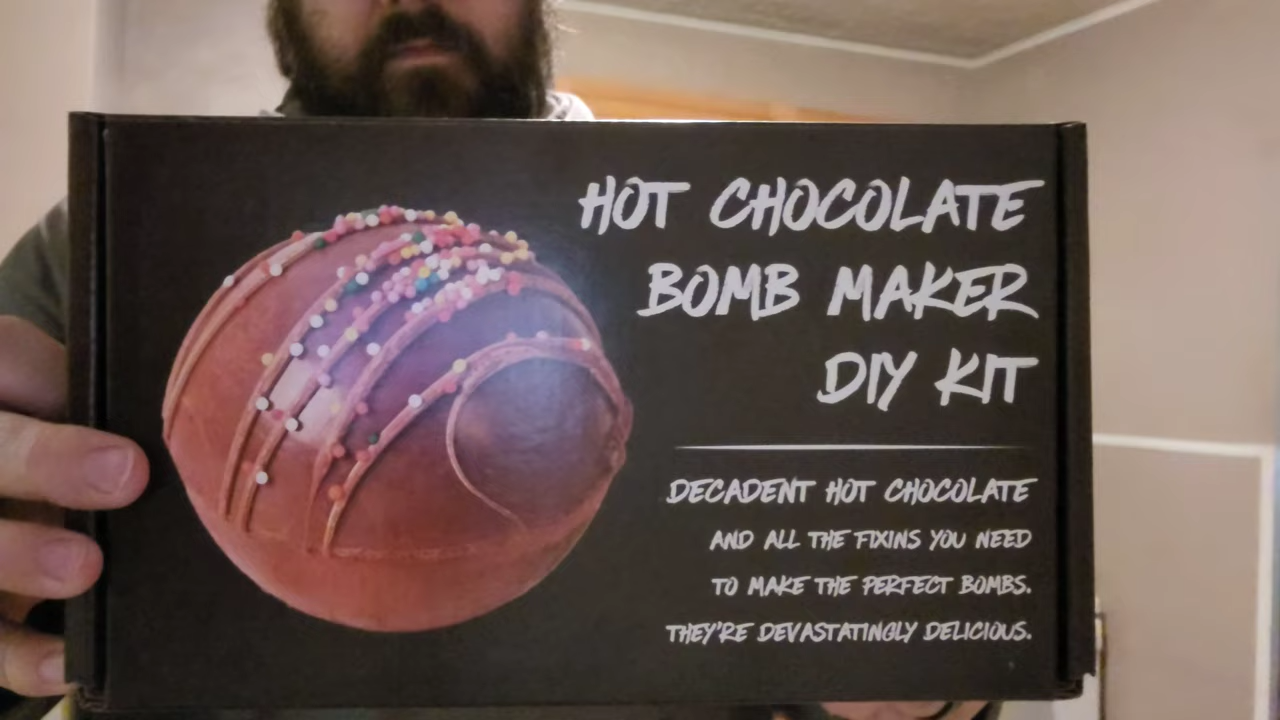 HOT CHOCOLATE
BOMB MAKER
DIY KIT
DECADENT HOT CHOCOLATE
AND ALL THE FIXINS YOU NEED
TO MAKE THE PERFECT BOMBS.
THEY'RE DEVASTATINGLY DELICIOUS.